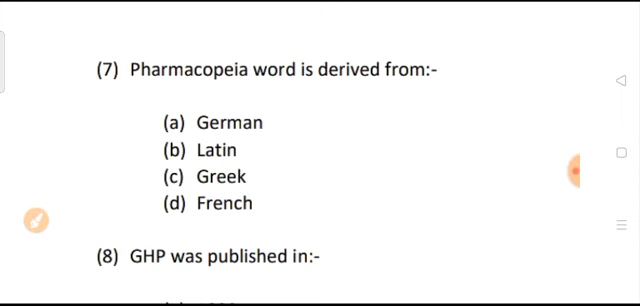 (7) Pharmacopeia word is derived from:-
(a) German
(b) Latin
(c) Greek
(d) French
(8) GHP was published in:-